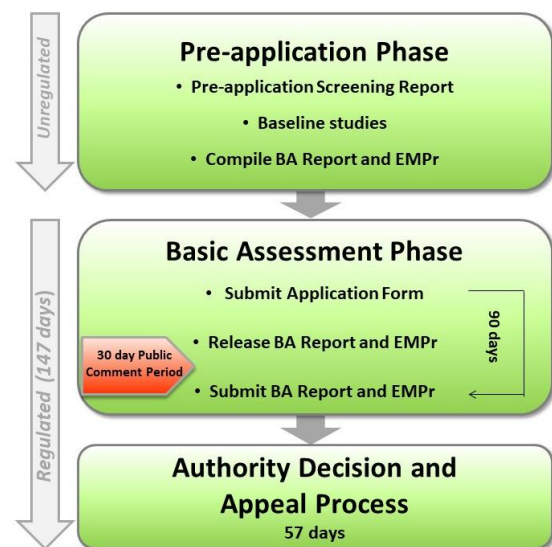 Unregulated
Pre-application Phase
• Pre-application Screening Report
• Baseline studies
• Compile BA Report and EMPr
Regulated (147 days)
Basic Assessment Phase
• Submit Application Form
90 days
30 day Public
Comment Period
• Release BA Report and EMPr
• Submit BA Report and EMPr
Authority Decision and
Appeal Process
57 days